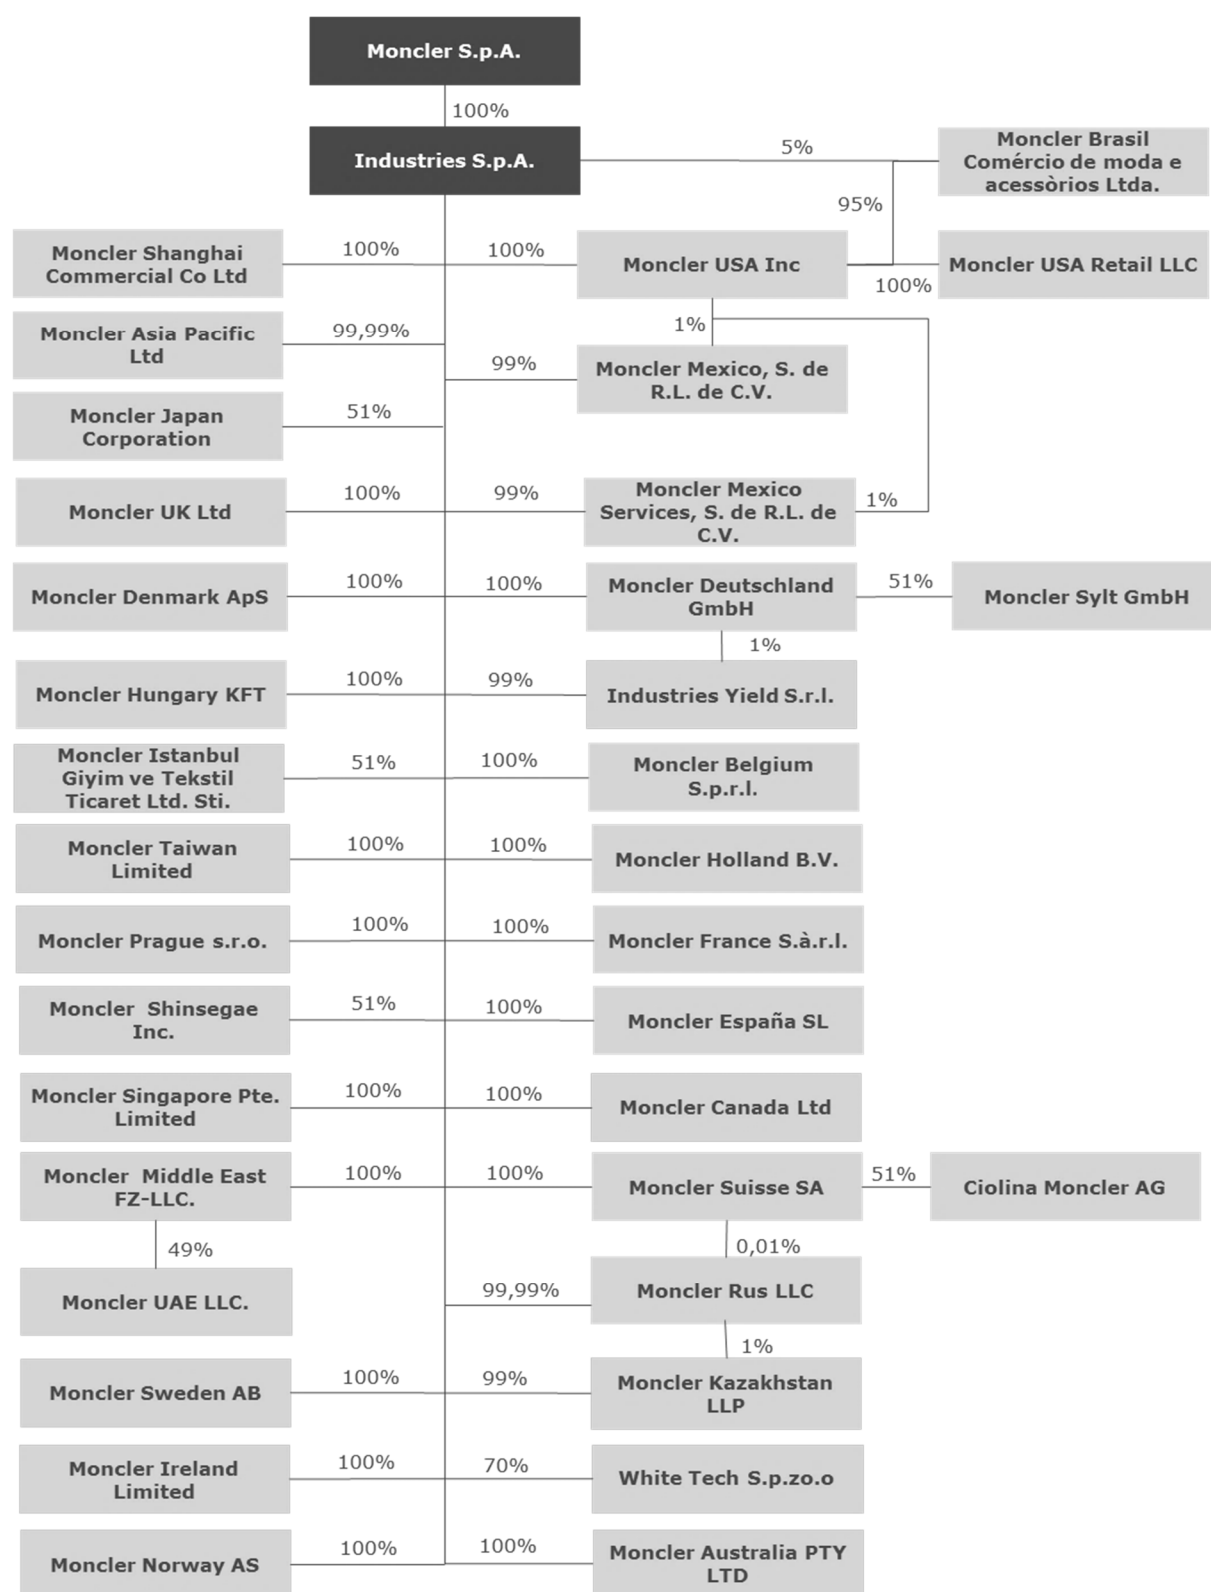 Moncler S.p.A.
100%
Industries S.p.A.
5%
Moncler Brasil
Comércio de moda e
acessòrios Ltda.
95%
Moncler Shanghai
Commercial Co Ltd
100%
100%
Moncler USA Inc
100%
Moncler USA Retail LLC
Moncler Asia Pacific
Ltd
99,99%
1%
99%
Moncler Mexico, S. de
R.L. de C.V.
Moncler Japan
Corporation
51%
Moncler UK Ltd
100%
99%
Moncler Mexico
Services, S. de R.L. de
C.V.
1%
Moncler Denmark ApS
100%
100%
Moncler Deutschland
GmbH
51%
Moncler Sylt GmbH
1%
Moncler Hungary KFT
100%
99%
Industries Yield S.r.l.
Moncler Istanbul
Giyim ve Tekstil
Ticaret Ltd. Sti.
51%
100%
Moncler Belgium
S.p.r.l.
Moncler Taiwan
Limited
100%
100%
Moncler Holland B.V.
Moncler Prague s.r.o.
100%
100%
Moncler France S.à.r.l.
Moncler Shinsegae
Inc.
51%
100%
Moncler España SL
Moncler Singapore Pte.
Limited
100%
100%
Moncler Canada Ltd
Moncler Middle East
FZ-LLC.
100%
100%
Moncler Suisse SA
51%
Ciolina Moncler AG
49%
0,01%
Moncler UAE LLC.
99,99%
Moncler Rus LLC
1%
Moncler Sweden AB
100%
99%
Moncler Kazakhstan
LLP
Moncler Ireland
Limited
100%
70%
White Tech S.p.zo.o
Moncler Norway AS
100%
100%
Moncler Australia PTY
LTD